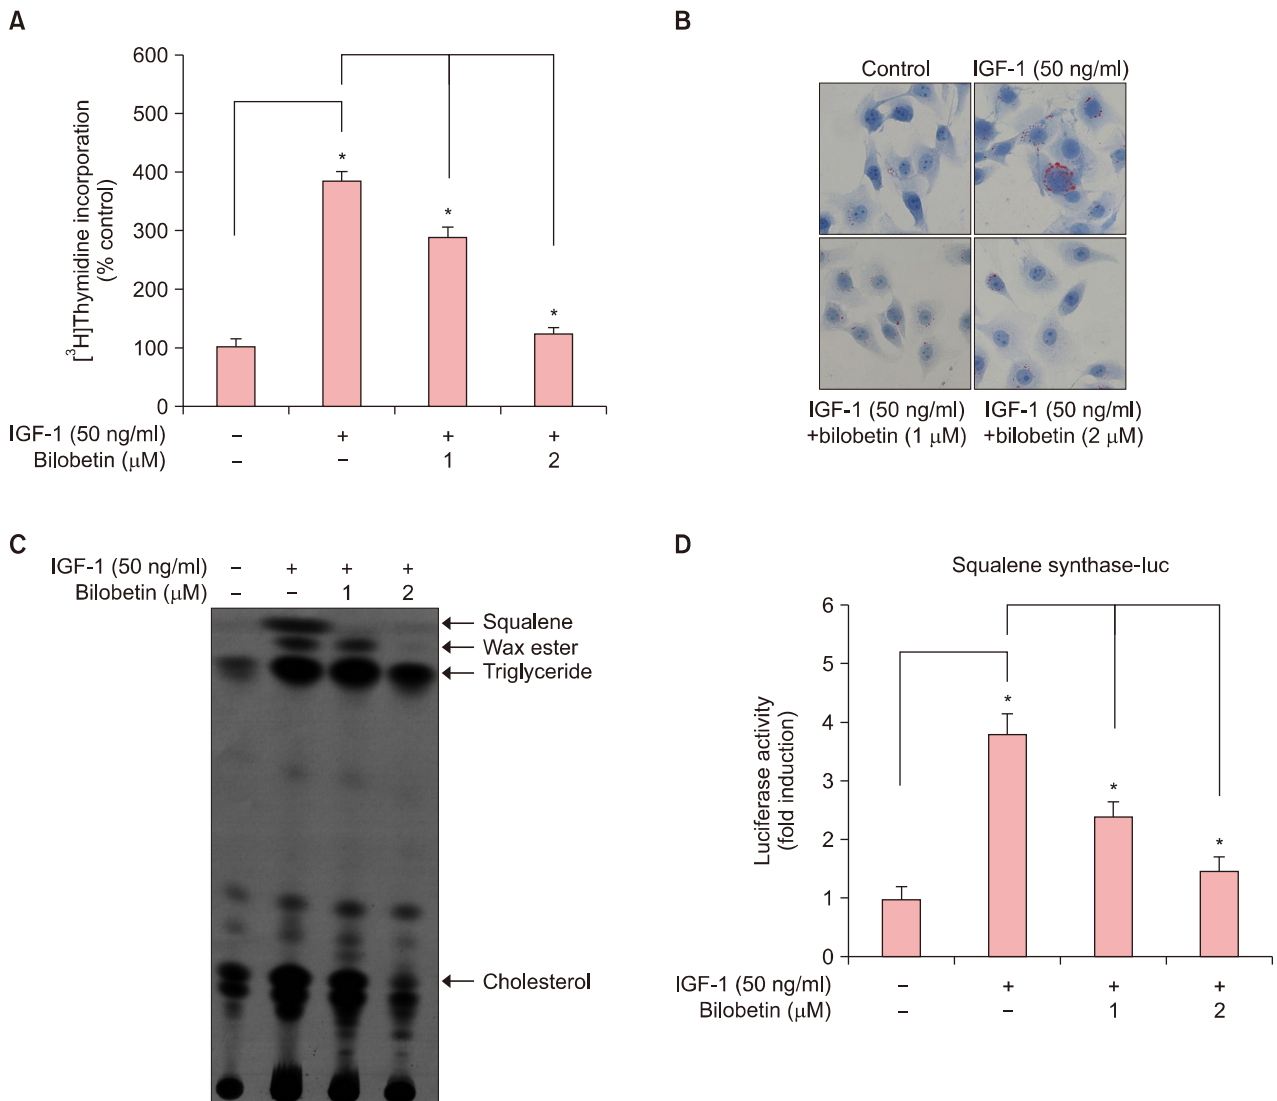 A
[³H]Thymidine incorporation
(% control)
600
500
400
300
200
100
0
*
*
*
IGF-1 (50 ng/ml) – + + +
Bilobetin (μM) – – 1 2
B
Control IGF-1 (50 ng/ml)
IGF-1 (50 ng/ml) IGF-1 (50 ng/ml)
+bilobetin (1 μM) +bilobetin (2 μM)
C
IGF-1 (50 ng/ml) – + + +
Bilobetin (μM) – – 1 2
Squalene
Wax ester
Triglyceride
Cholesterol
D
Squalene synthase-luc
Luciferase activity
(fold induction)
6
5
4
3
2
1
0
*
*
*
IGF-1 (50 ng/ml) – + + +
Bilobetin (μM) – – 1 2